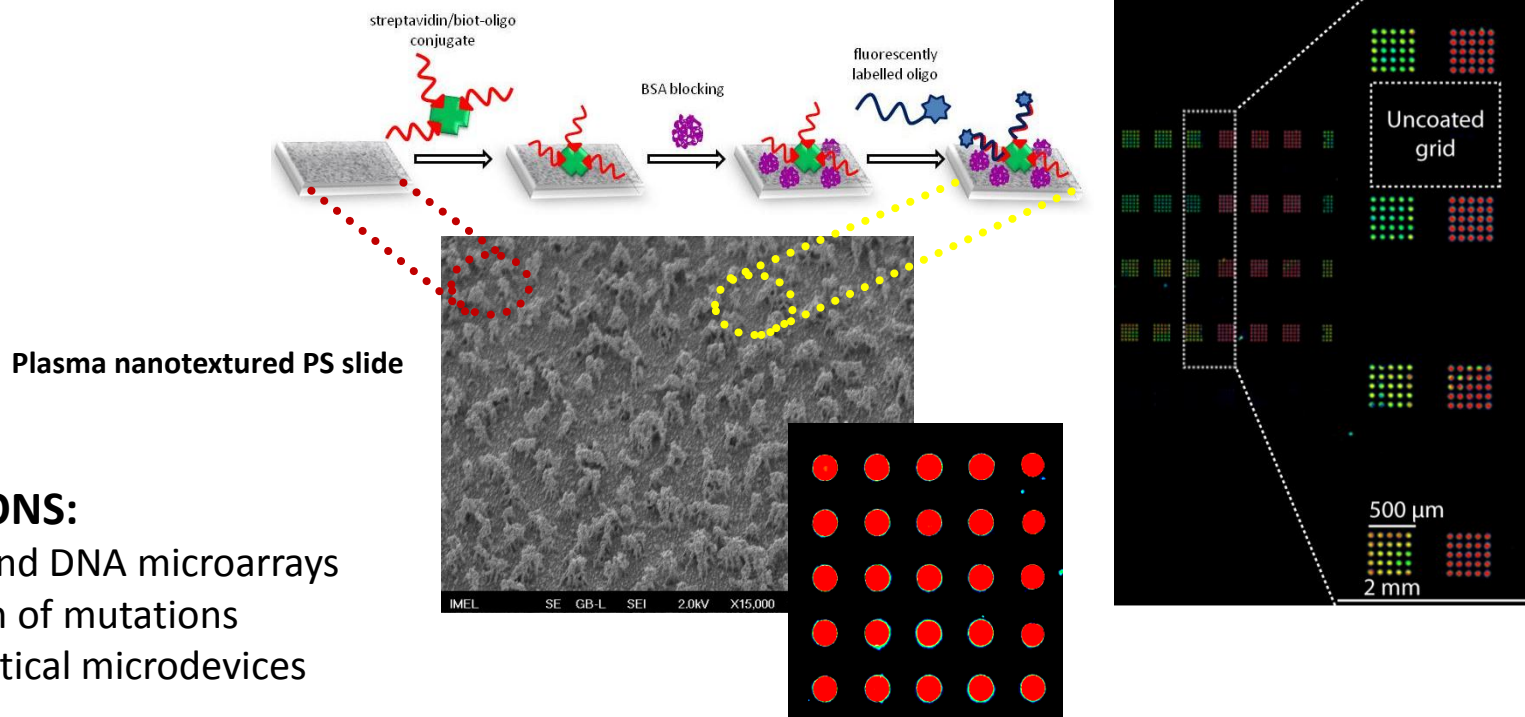 streptavidin/biot-oligo
conjugate
BSA blocking
fluorescently
labelled oligo
Uncoated
grid
Plasma nanotextured PS slide
ONS:
nd DNA microarrays
n of mutations
tical microdevices
IMEL SE GB-L SEI 2.0kV X15,000
500 µm
2 mm